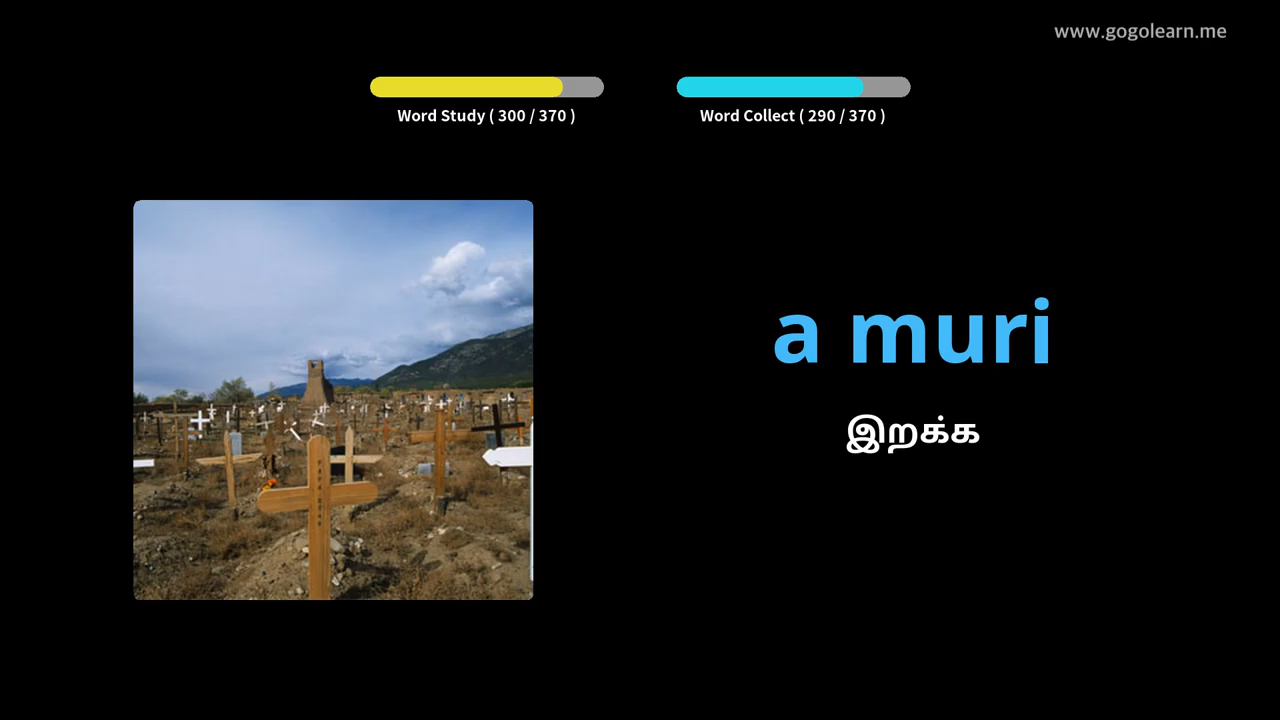 www.gogolearn.me
Word Study ( 300 / 370 )
Word Collect ( 290 / 370 )
a muri
இறக்க